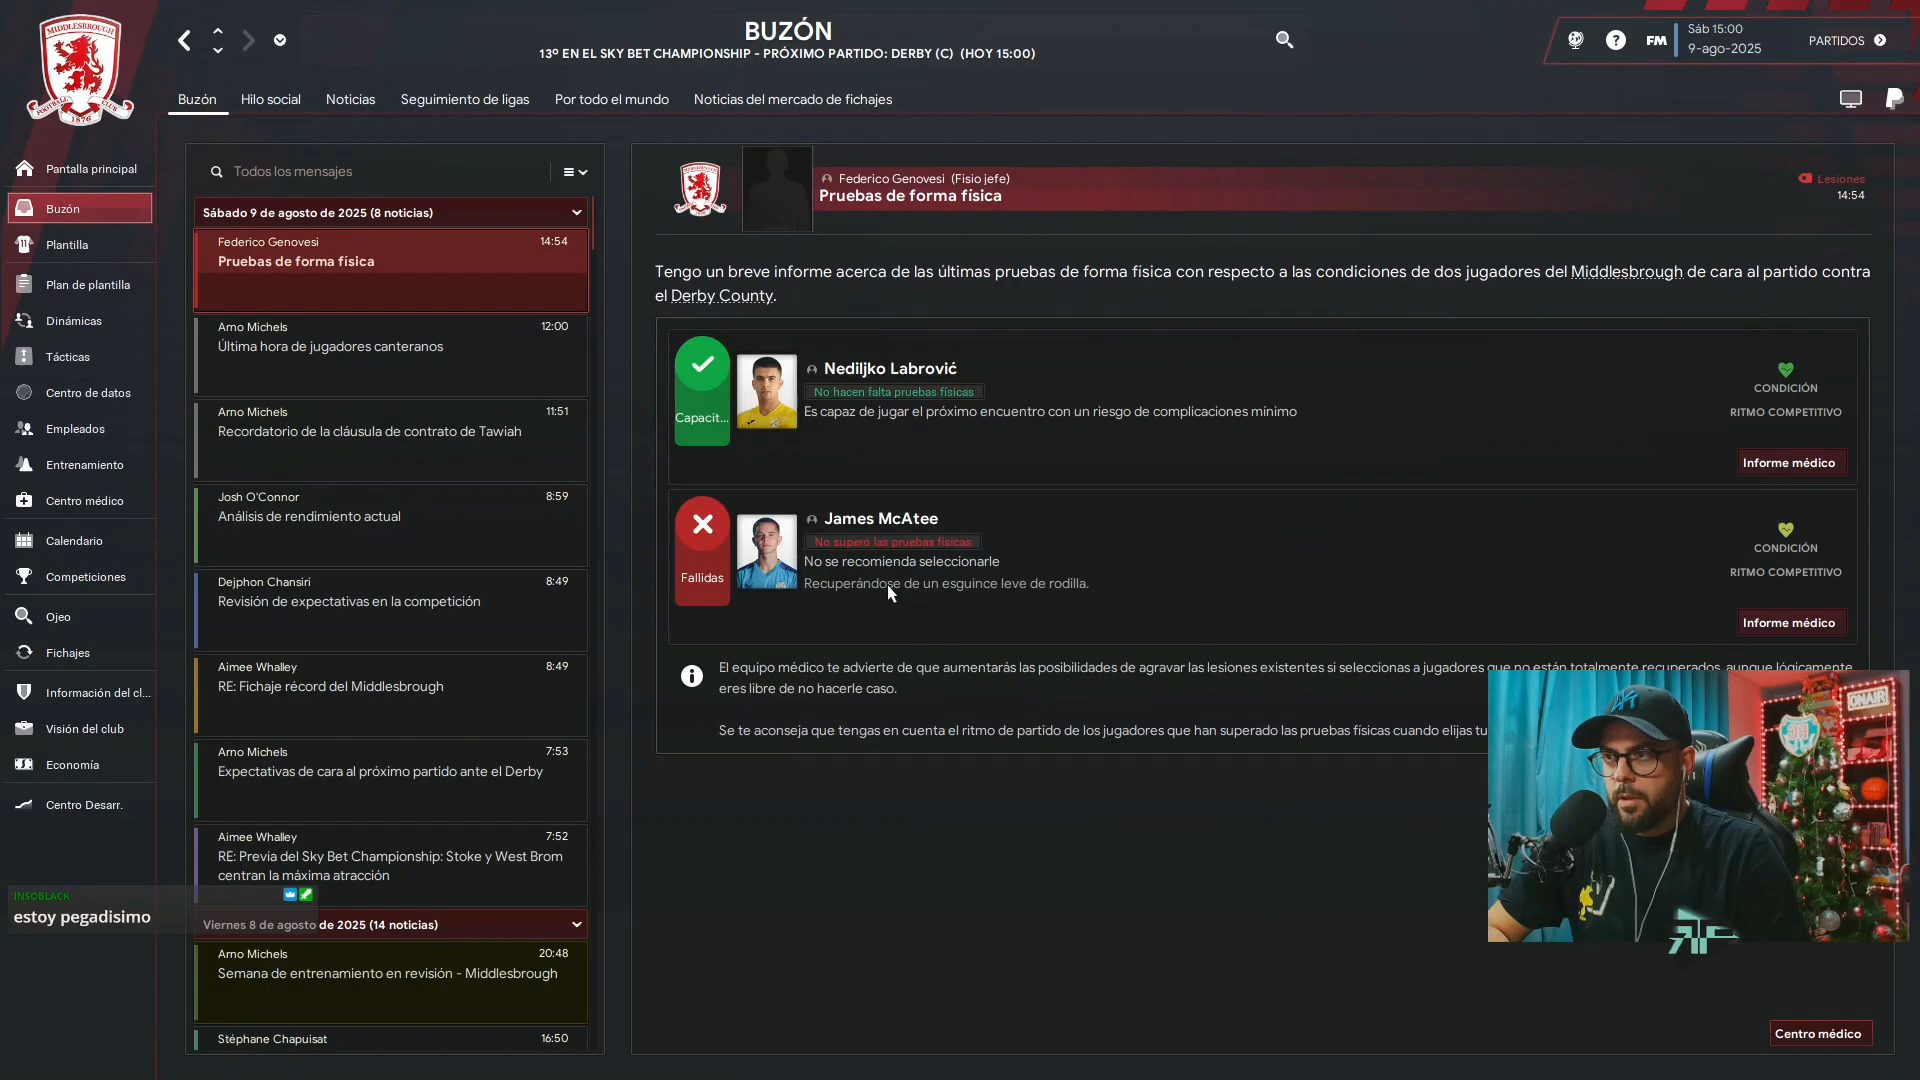 MIDDLESBROUGH
1876
BUZÓN
13º EN EL SKY BET CHAMPIONSHIP - PRÓXIMO PARTIDO: DERBY (C) (HOY 15:00)
FM
Sáb 15:00
9-ago-2025
PARTIDOS
Buzón
Hilo social
Noticias
Seguimiento de ligas
Por todo el mundo
Noticias del mercado de fichajes
Pantalla principal
Buzón
Plantilla
Plan de plantilla
Dinámicas
Tácticas
Centro de datos
Empleados
Entrenamiento
Centro médico
Calendario
Competiciones
Ojeo
Fichajes
Información del cl...
Visión del club
Economía
Centro Desarr.
INSOBLACK
estoy pegadisimo
Todos los mensajes
Sábado 9 de agosto de 2025 (8 noticias)
Federico Genovesi 14:54
Pruebas de forma física
Arno Michels 12:00
Última hora de jugadores canteranos
Arno Michels 11:51
Recordatorio de la cláusula de contrato de Tawiah
Josh O'Connor 8:59
Análisis de rendimiento actual
Dejphon Chansiri 8:49
Revisión de expectativas en la competición
Aimee Whalley 8:49
RE: Fichaje récord del Middlesbrough
Arno Michels 7:53
Expectativas de cara al próximo partido ante el Derby
Aimee Whalley 7:52
RE: Previa del Sky Bet Championship: Stoke y West Brom
centran la máxima atracción
Viernes 8 de agosto de 2025 (14 noticias)
Arno Michels 20:48
Semana de entrenamiento en revisión - Middlesbrough
Stéphane Chapuisat 16:50
Federico Genovesi (Fisio jefe)
Pruebas de forma física
Lesiones
14:54
Tengo un breve informe acerca de las últimas pruebas de forma física con respecto a las condiciones de dos jugadores del Middlesbrough de cara al partido contra
el Derby County.
Capacit...
Nediljko Labrović
No hacen falta pruebas físicas
Es capaz de jugar el próximo encuentro con un riesgo de complicaciones mínimo
CONDICIÓN
RITMO COMPETITIVO
Informe médico
Fallidas
James McAtee
No superó las pruebas físicas
No se recomienda seleccionarle
Recuperándose de un esguince leve de rodilla.
CONDICIÓN
RITMO COMPETITIVO
Informe médico
El equipo médico te advierte de que aumentarás las posibilidades de agravar las lesiones existentes si seleccionas a jugadores que no están totalmente recuperados, aunque lógicamente
eres libre de no hacerle caso.
Se te aconseja que tengas en cuenta el ritmo de partido de los jugadores que han superado las pruebas físicas cuando elijas tu
ON AIR
Centro médico